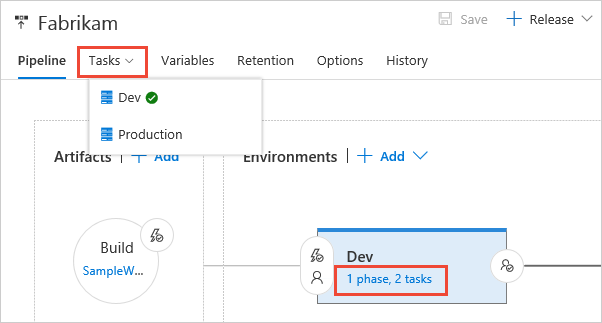 Fabrikam
Save
Release
Pipeline
Tasks
Variables
Retention
Options
History
Dev
Production
Artifacts
Add
Environments
Add
Build
SampleW...
Dev
1 phase, 2 tasks